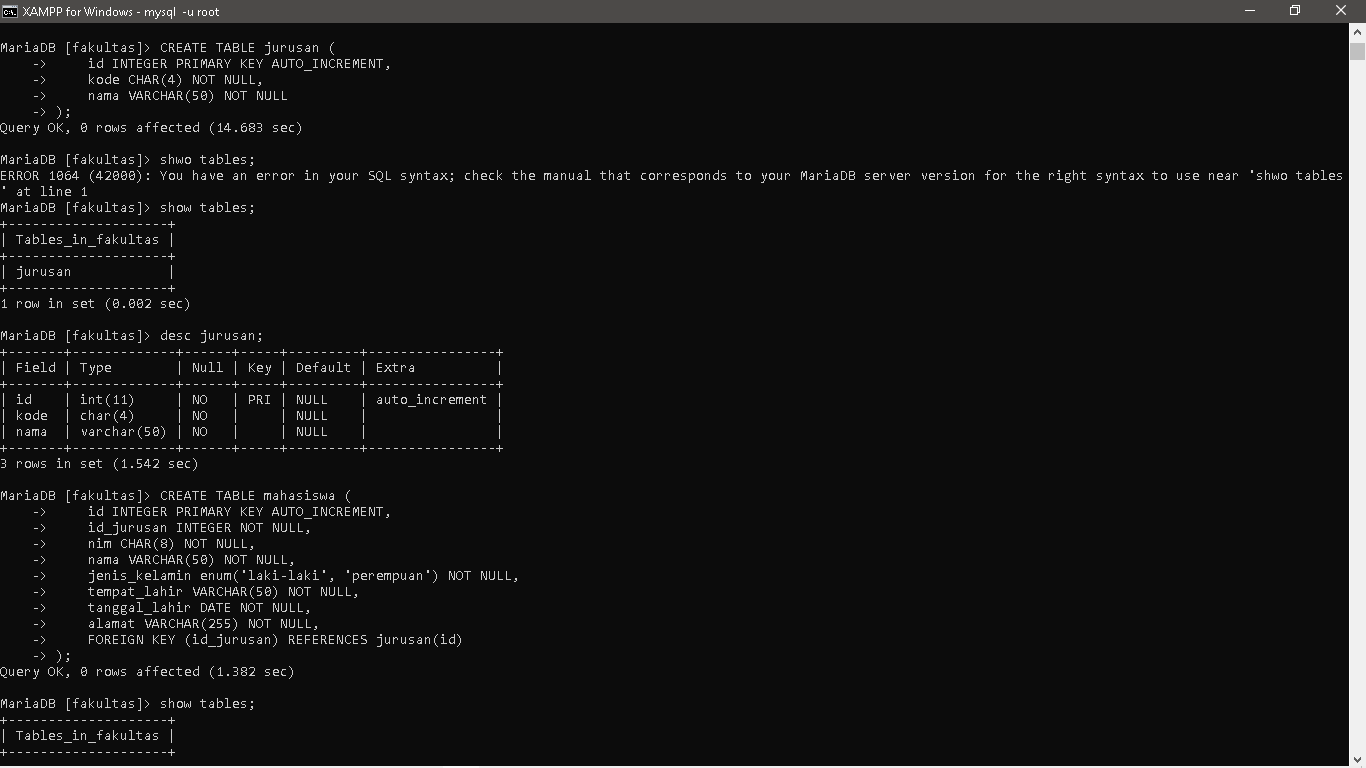 XAMPP for Windows - mysql -u root
MariaDB [fakultas]> CREATE TABLE jurusan (
    ->     id INTEGER PRIMARY KEY AUTO_INCREMENT,
    ->     kode CHAR(4) NOT NULL,
    ->     nama VARCHAR(50) NOT NULL
    -> );
Query OK, 0 rows affected (14.683 sec)
MariaDB [fakultas]> shwo tables;
ERROR 1064 (42000): You have an error in your SQL syntax; check the manual that corresponds to your MariaDB server version for the right syntax to use near 'shwo tables
' at line 1
MariaDB [fakultas]> show tables;
+--------------------+
| Tables_in_fakultas |
+--------------------+
| jurusan            |
+--------------------+
1 row in set (0.002 sec)
MariaDB [fakultas]> desc jurusan;
+-------+-------------+------+-----+---------+----------------+
| Field | Type        | Null | Key | Default | Extra          |
+-------+-------------+------+-----+---------+----------------+
| id    | int(11)     | NO   | PRI | NULL    | auto_increment |
| kode  | char(4)     | NO   |     | NULL    |                |
| nama  | varchar(50) | NO   |     | NULL    |                |
+-------+-------------+------+-----+---------+----------------+
3 rows in set (1.542 sec)
MariaDB [fakultas]> CREATE TABLE mahasiswa (
    ->     id INTEGER PRIMARY KEY AUTO_INCREMENT,
    ->     id_jurusan INTEGER NOT NULL,
    ->     nim CHAR(8) NOT NULL,
    ->     nama VARCHAR(50) NOT NULL,
    ->     jenis_kelamin enum('laki-laki', 'perempuan') NOT NULL,
    ->     tempat_lahir VARCHAR(50) NOT NULL,
    ->     tanggal_lahir DATE NOT NULL,
    ->     alamat VARCHAR(255) NOT NULL,
    ->     FOREIGN KEY (id_jurusan) REFERENCES jurusan(id)
    -> );
Query OK, 0 rows affected (1.382 sec)
MariaDB [fakultas]> show tables;
+--------------------+
| Tables_in_fakultas |
+--------------------+